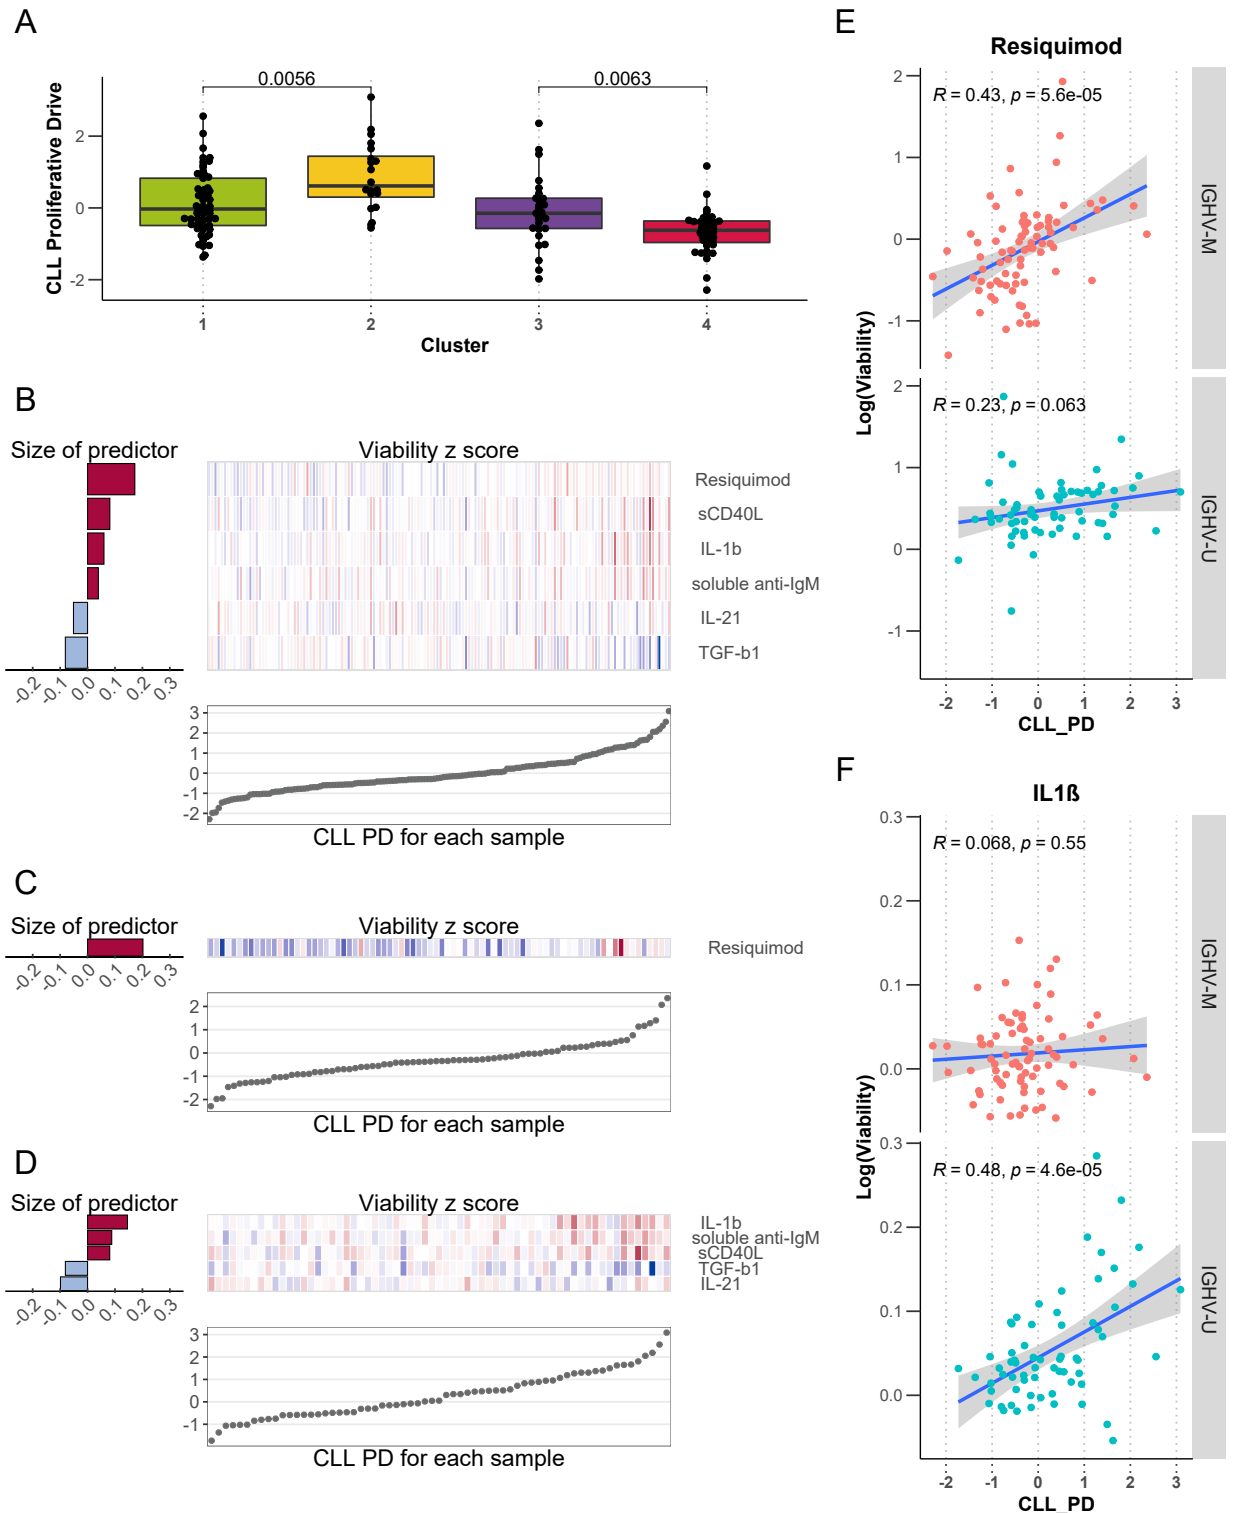 A
0.0056
0.0063
CLL Proliferative Drive
2
0
-2
1
2
3
4
Cluster
B
Size of predictor
Viability z score
Resiquimod
sCD40L
IL-1b
soluble anti-IgM
IL-21
TGF-b1
-0.2
-0.1
0.0
0.1
0.2
0.3
3
2
1
0
-1
-2
CLL PD for each sample
C
Size of predictor
Viability z score
Resiquimod
-0.2
-0.1
0.0
0.1
0.2
0.3
2
1
0
-1
-2
CLL PD for each sample
D
Size of predictor
Viability z score
IL-1b
soluble anti-IgM
sCD40L
TGF-b1
IL-21
-0.2
-0.1
0.0
0.1
0.2
0.3
3
2
1
0
-1
CLL PD for each sample
E
Resiquimod
R = 0.43, p = 5.6e-05
2
1
0
-1
IGHV-M
Log(Viability)
R = 0.23, p = 0.063
2
1
0
-1
IGHV-U
-2
-1
0
1
2
3
CLL_PD
F
IL1ß
R = 0.068, p = 0.55
0.3
0.2
0.1
0.0
IGHV-M
Log(Viability)
R = 0.48, p = 4.6e-05
0.3
0.2
0.1
0.0
IGHV-U
-2
-1
0
1
2
3
CLL_PD